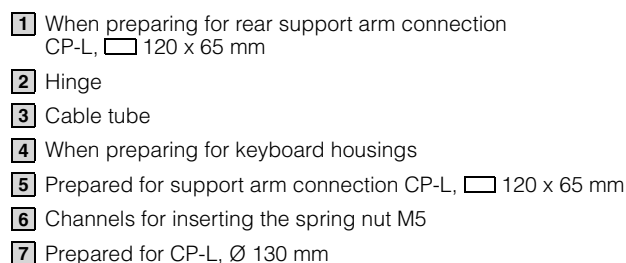 1 When preparing for rear support arm connection
CP-L, 120 x 65 mm
2 Hinge
3 Cable tube
4 When preparing for keyboard housings
5 Prepared for support arm connection CP-L, 120 x 65 mm
6 Channels for inserting the spring nut M5
7 Prepared for CP-L, Ø 130 mm